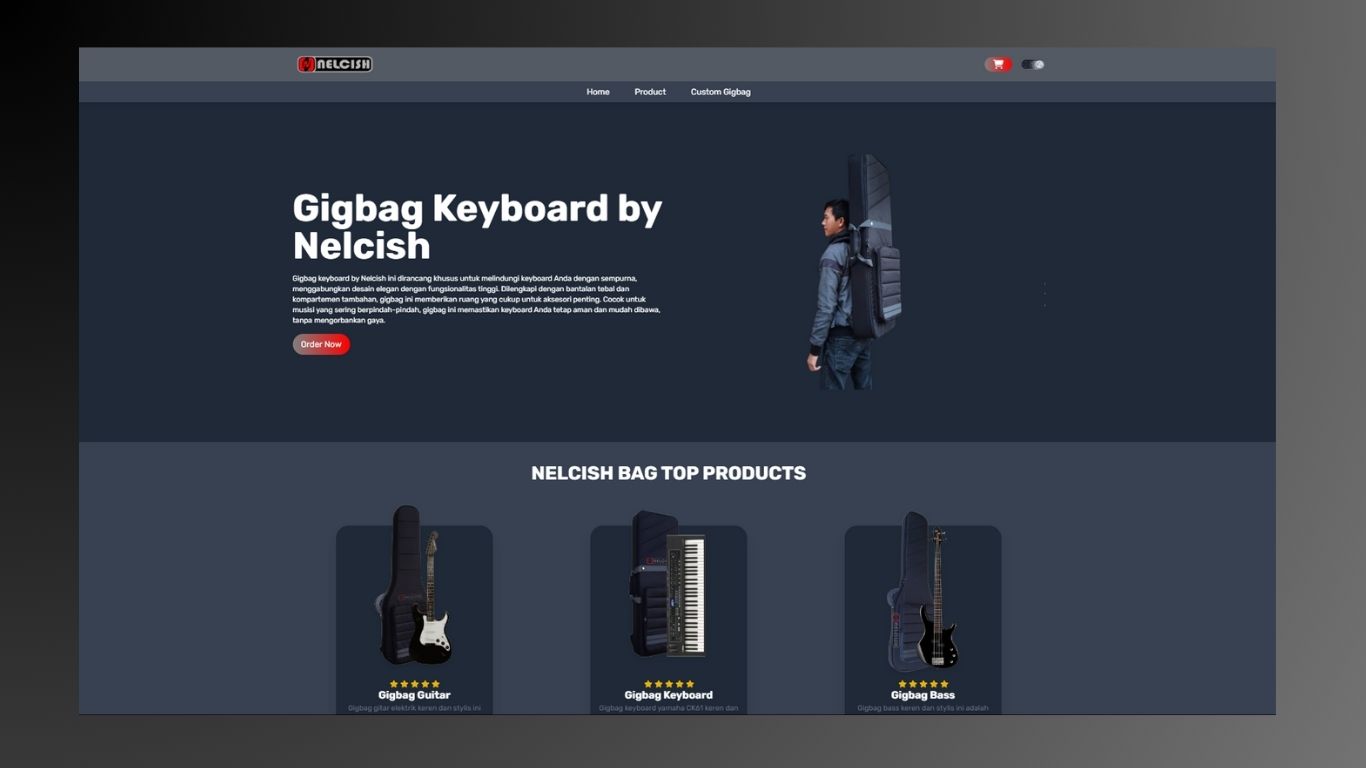 NELCISH
Home Product Custom Gigbag
Gigbag Keyboard by
Nelcish
Gigbag keyboard by Nelcish ini dirancang khusus untuk melindungi keyboard Anda dengan sempurna,
menggabungkan desain elegan dengan fungsionalitas tinggi. Dilengkapi dengan bantalan tebal dan
kompartemen tambahan, gigbag ini memberikan ruang yang cukup untuk aksesori penting. Cocok untuk
musisi yang sering berpindah-pindah, gigbag ini memastikan keyboard Anda tetap aman dan mudah dibawa,
tanpa mengorbankan gaya.
Order Now
NELCISH BAG TOP PRODUCTS
Gigbag Guitar
Gigbag gitar elektrik keren dan stylis ini
Gigbag Keyboard
Gigbag keyboard yamaha CK61 keren dan
Gigbag Bass
Gigbag bass keren dan stylis ini adalah